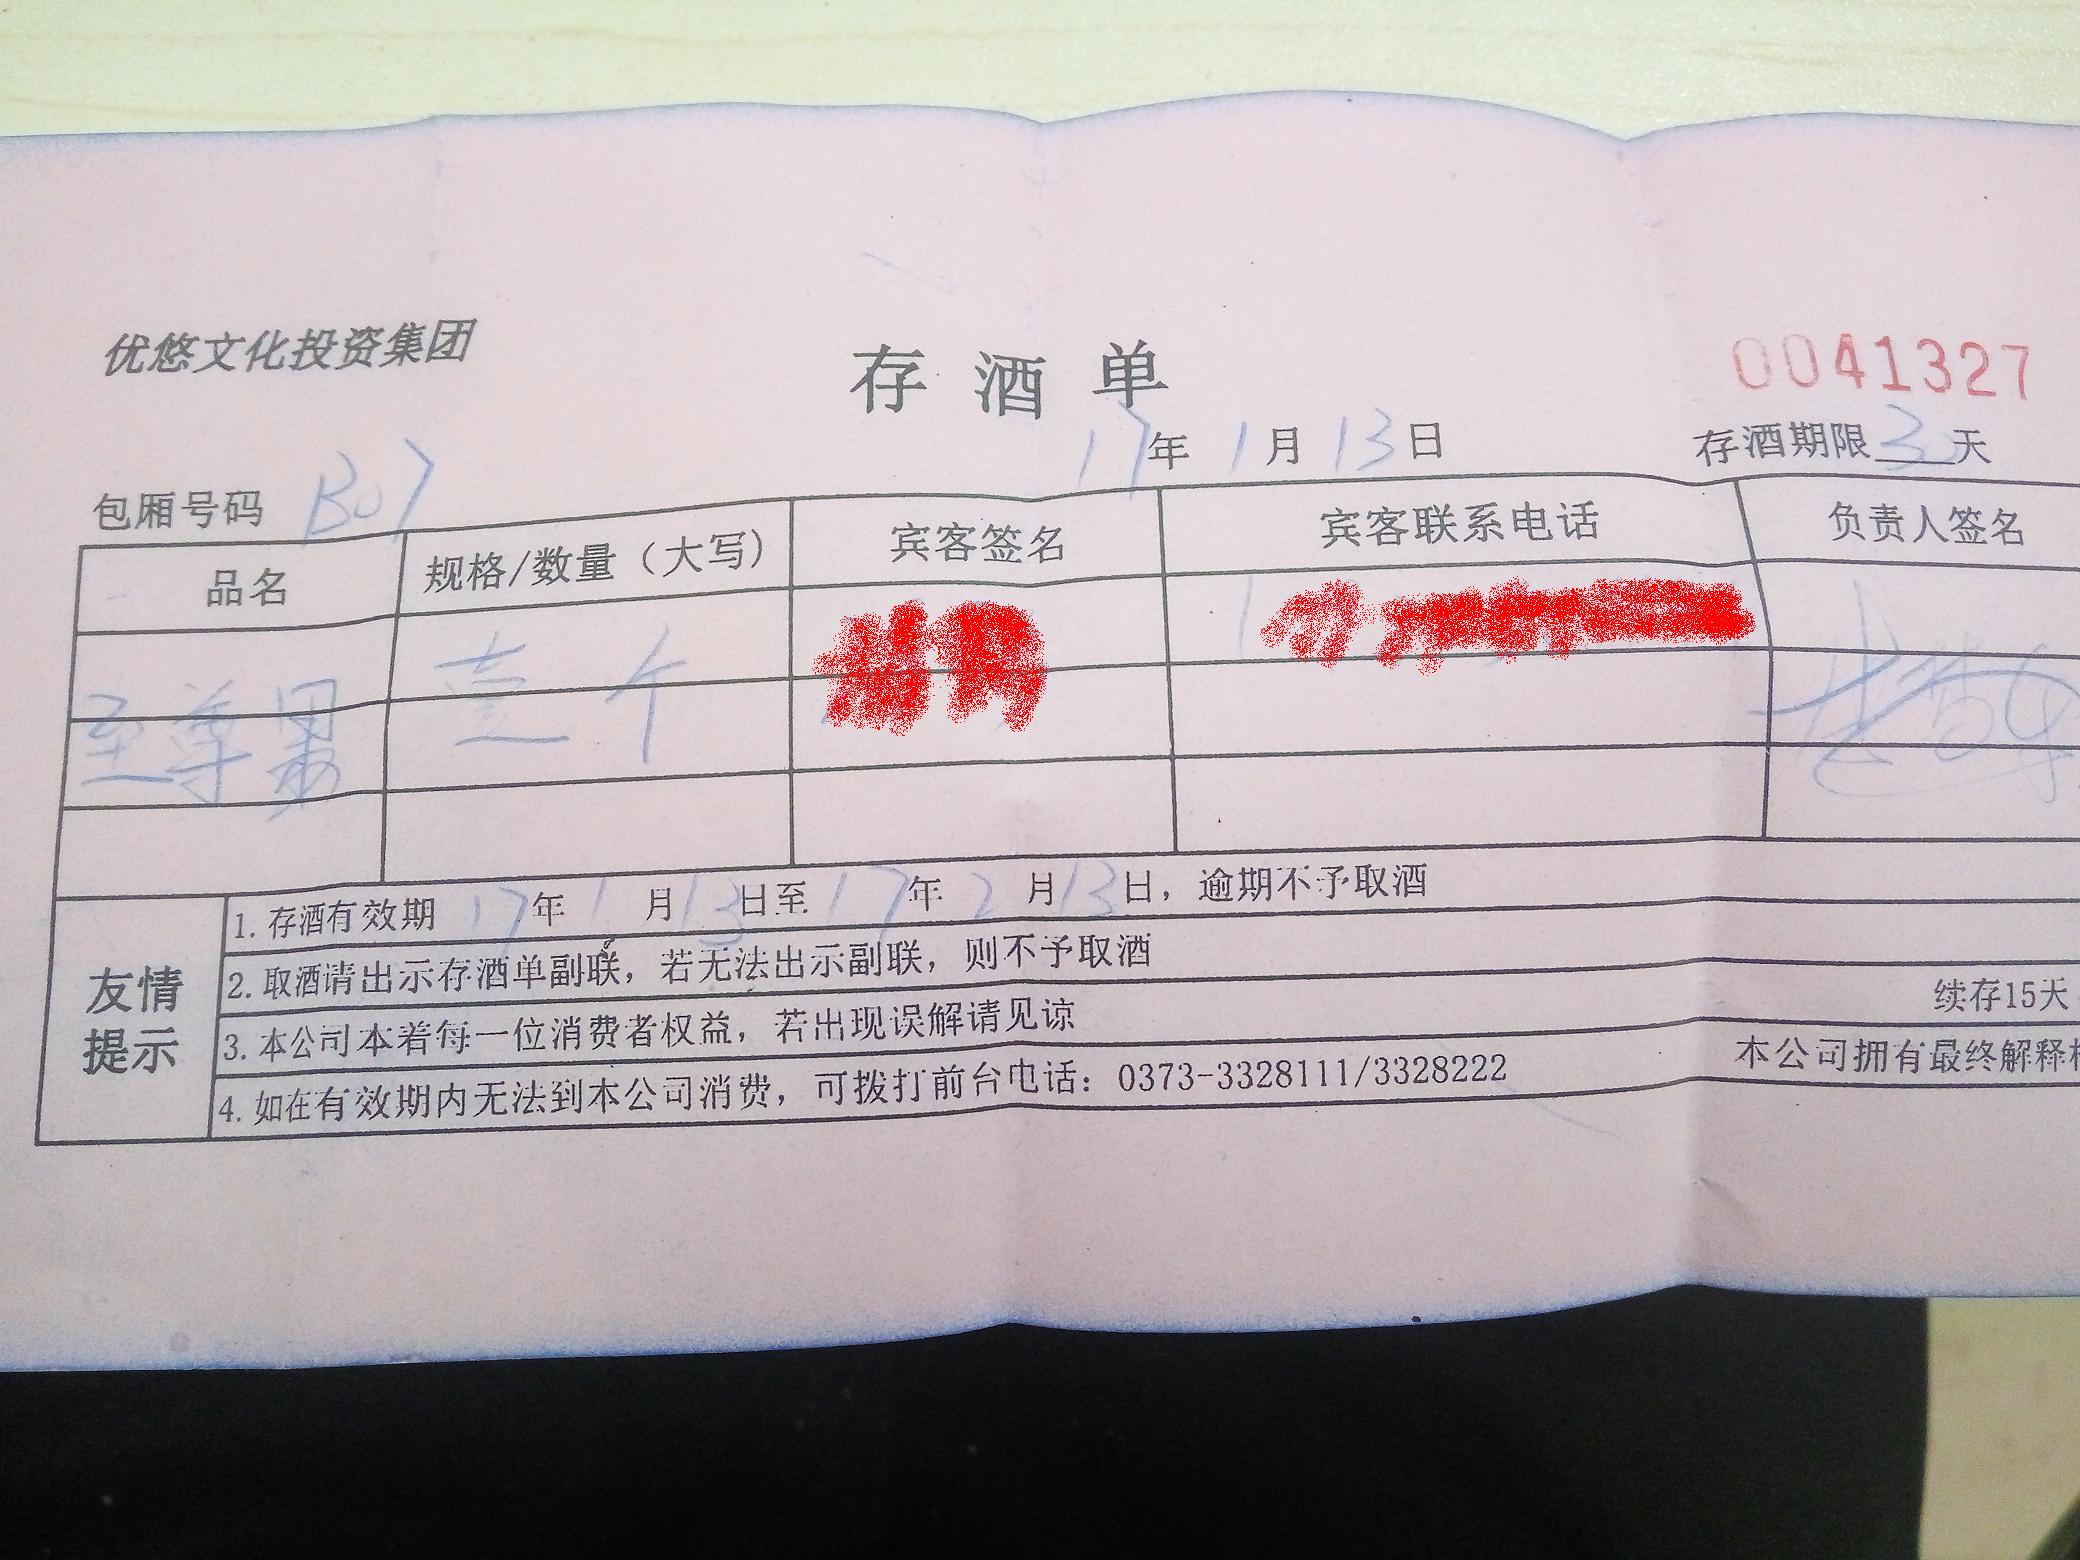 优悠文化投资集团
存酒单
0041327
17年1月13日
存酒期限30天
包厢号码 B07
品名 规格/数量（大写） 宾客签名 宾客联系电话 负责人签名
至尊果 壹个
友情提示
1. 存酒有效期 17年1月13日至17年2月13日，逾期不予取酒
2. 取酒请出示存酒单副联，若无法出示副联，则不予取酒
3. 本公司本着每一位消费者权益，若出现误解请见谅 续存15天
4. 如在有效期内无法到本公司消费，可拨打前台电话：0373-3328111/3328222 本公司拥有最终解释